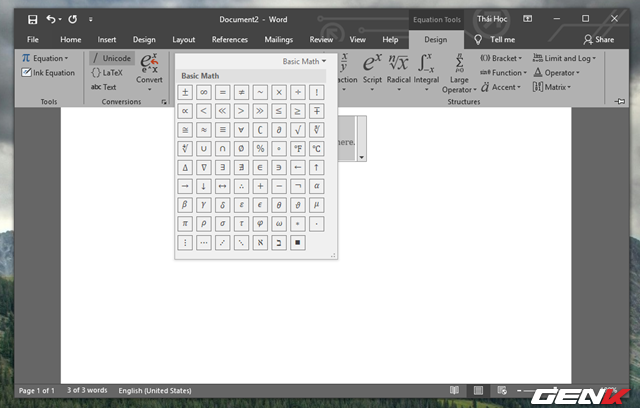 Document2 - Word
Equation Tools
Thái Học
File Home Insert Design Layout References Mailings Review View Help Design Tell me Share
Equation
Ink Equation
Tools
Unicode
LaTeX
abc Text
Convert
Conversions
Basic Math
Basic Math
± ∞ = ≠ ~ × ÷ !
∝ < ≪ > ≫ ≤ ≥ ∓
≅ ≈ ≡ ∀ ∁ ∂ √ ∛
∜ ∪ ∩ ∅ % ° °F °C
∆ ∇ ∃ ∄ ∈ ∋ ← ↑
→ ↓ ↔ ∴ + − ¬ α
β γ δ ε ϵ θ ϑ μ
π ρ σ τ φ ω ∗ ∙
⋮ ⋯ ⋰ ⋱ ℵ ℶ ∎
Script
Radical
Integral
Large
Operator
Bracket
Function
Accent
Limit and Log
Operator
Matrix
Structures
here.
Page 1 of 1 3 of 3 words English (United States)
GENK